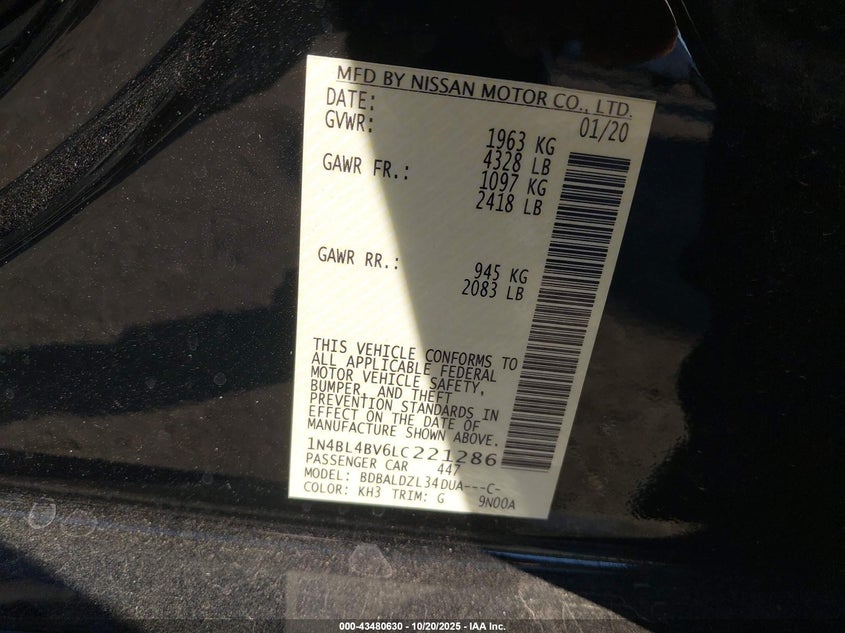 MFD BY NISSAN MOTOR CO., LTD.
DATE: 01/20
GVWR: 1963 KG
4328 LB
GAWR FR.: 1097 KG
2418 LB
GAWR RR.: 945 KG
2083 LB
THIS VEHICLE CONFORMS TO
ALL APPLICABLE FEDERAL
MOTOR VEHICLE SAFETY,
BUMPER, AND THEFT
PREVENTION STANDARDS IN
EFFECT ON THE DATE OF
MANUFACTURE SHOWN ABOVE.
1N4BL4BV6LC221286
PASSENGER CAR 447
MODEL: BDBALDZL34DUA---C-
COLOR: KH3 TRIM: G 9N00A
000-43480630 - 10/20/2025 - IAA Inc.